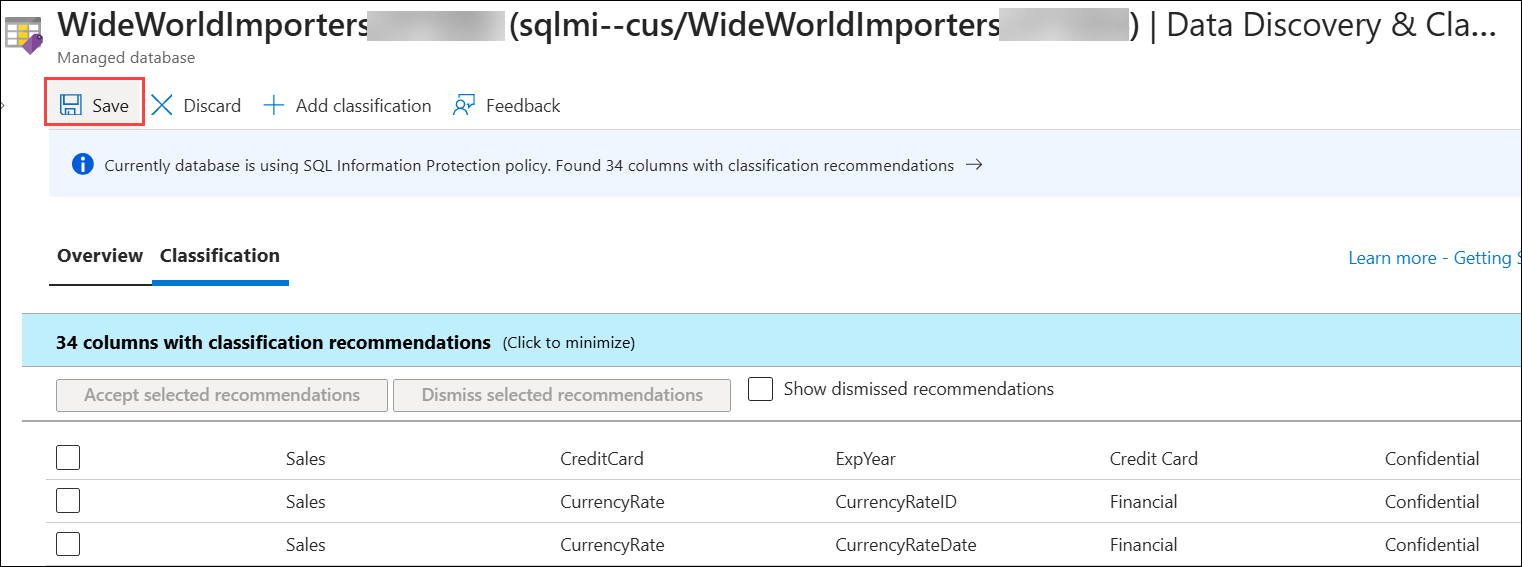 WideWorldImporters (sqlmi--cus/WideWorldImporters ) | Data Discovery & Cla...
Managed database
Save Discard Add classification Feedback
Currently database is using SQL Information Protection policy. Found 34 columns with classification recommendations →
Overview Classification
Learn more - Getting S
34 columns with classification recommendations (Click to minimize)
Accept selected recommendations Dismiss selected recommendations Show dismissed recommendations
Sales CreditCard ExpYear Credit Card Confidential
Sales CurrencyRate CurrencyRateID Financial Confidential
Sales CurrencyRate CurrencyRateDate Financial Confidential